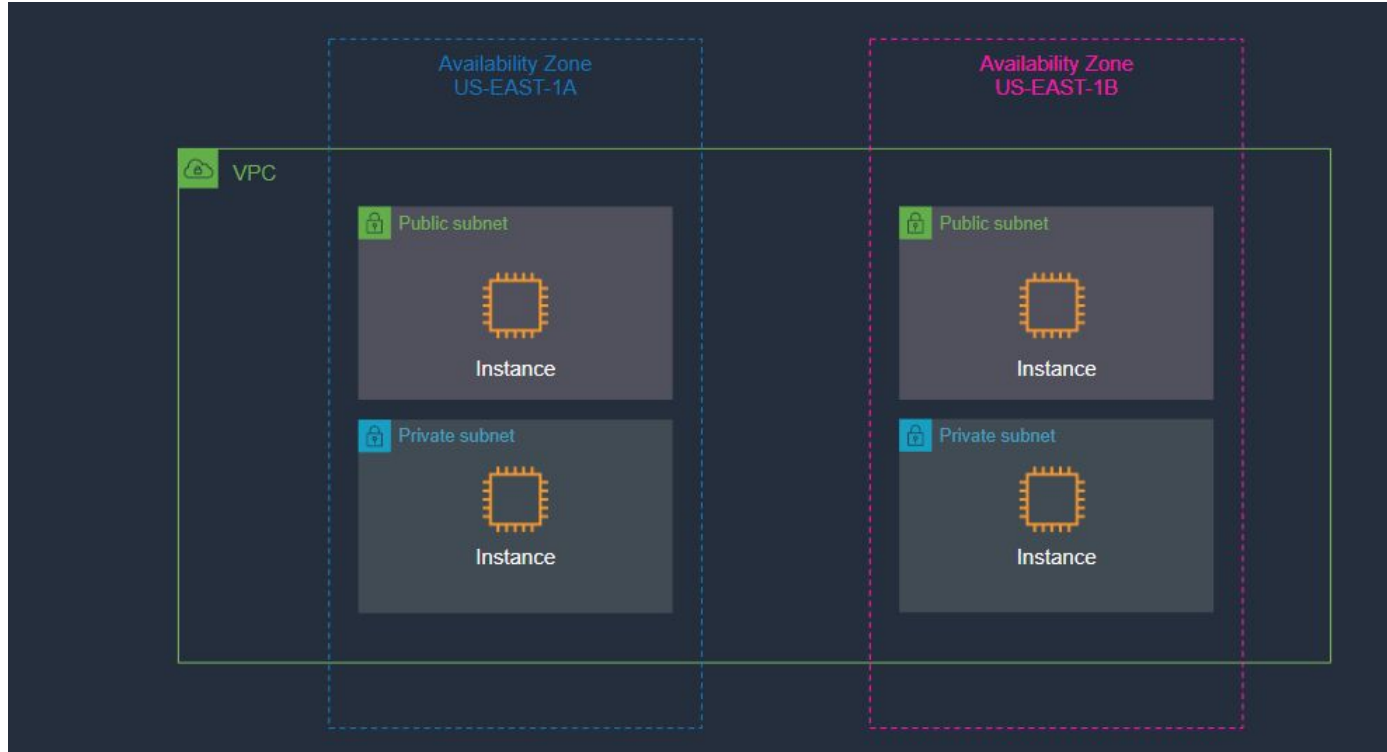 Availability Zone
US-EAST-1A
Availability Zone
US-EAST-1B
VPC
Public subnet
Instance
Public subnet
Instance
Private subnet
Instance
Private subnet
Instance